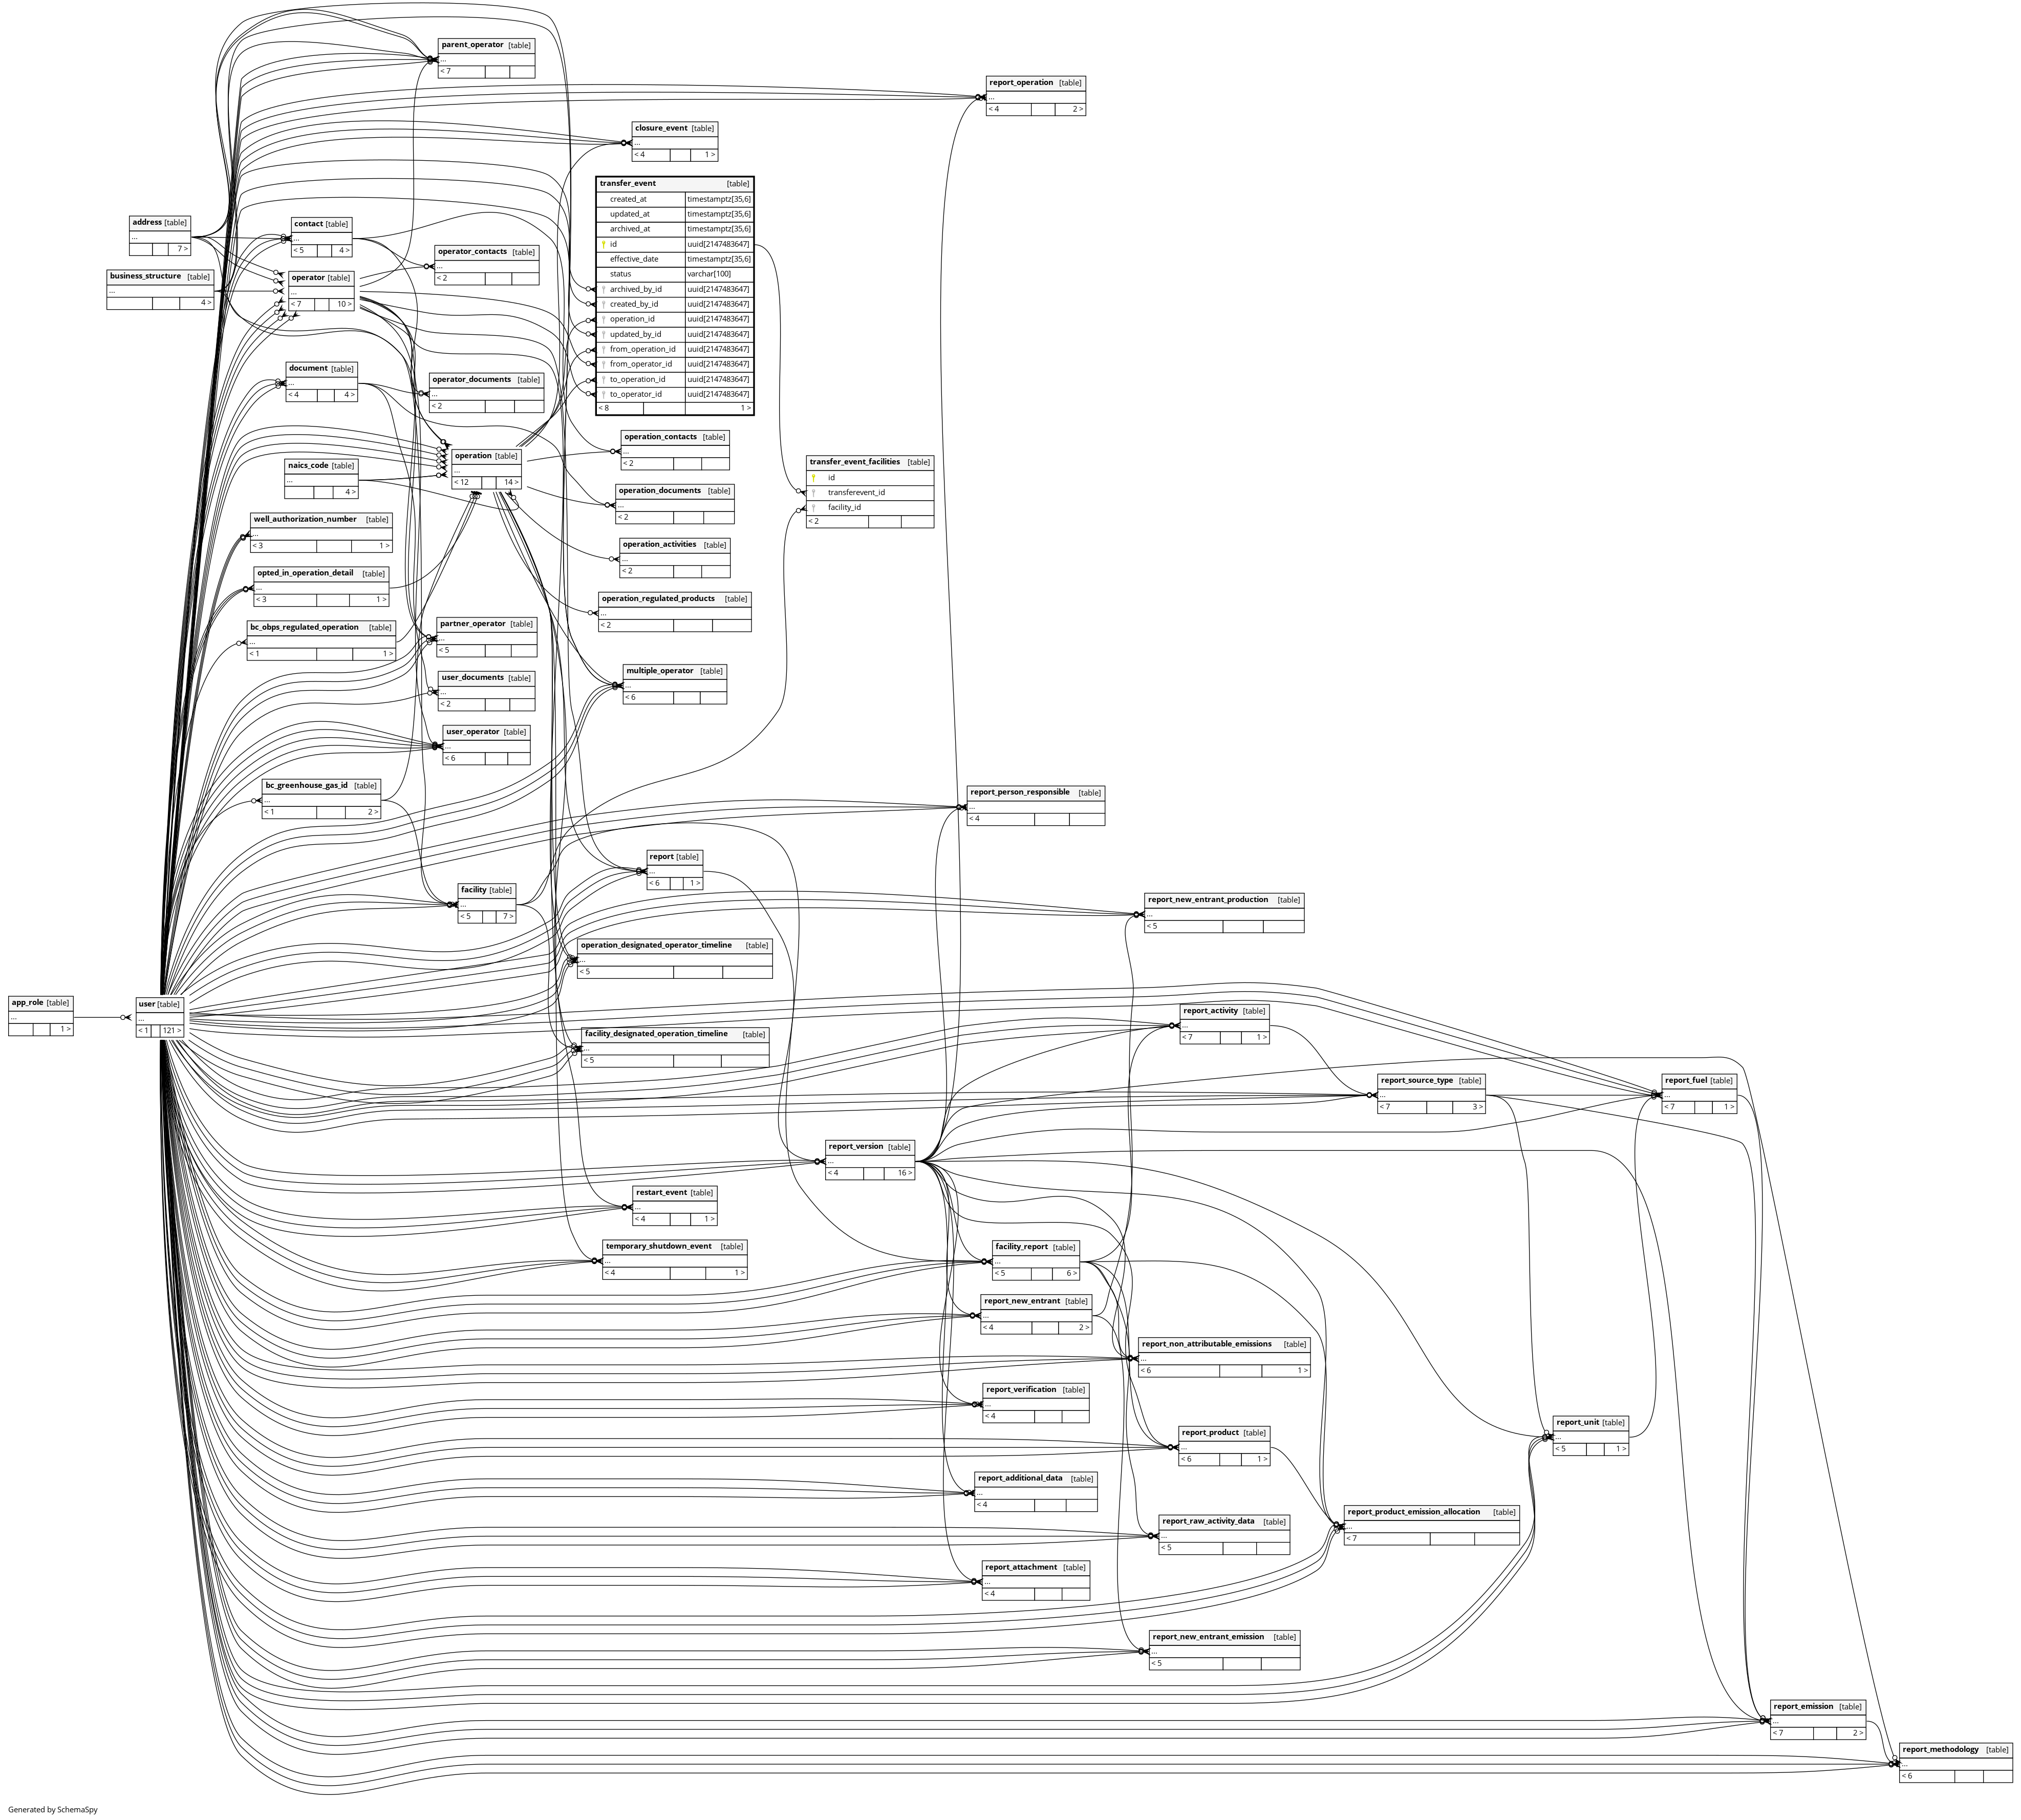 parent_operator [table]
...
< 7
report_operation [table]
...
< 4 2 >
closure_event [table]
...
< 4 1 >
transfer_event [table]
created_at timestamptz[35,6]
updated_at timestamptz[35,6]
archived_at timestamptz[35,6]
id uuid[2147483647]
effective_date timestamptz[35,6]
status varchar[100]
archived_by_id uuid[2147483647]
created_by_id uuid[2147483647]
operation_id uuid[2147483647]
updated_by_id uuid[2147483647]
from_operation_id uuid[2147483647]
from_operator_id uuid[2147483647]
to_operation_id uuid[2147483647]
to_operator_id uuid[2147483647]
< 8 1 >
address [table]
...
7 >
contact [table]
...
< 5 4 >
operator_contacts [table]
...
< 2
business_structure [table]
...
4 >
operator [table]
...
< 7 10 >
document [table]
...
< 4 4 >
operator_documents [table]
...
< 2
operation [table]
...
< 12 14 >
operation_contacts [table]
...
< 2
naics_code [table]
...
4 >
transfer_event_facilities [table]
id
transferevent_id
facility_id
< 2
operation_documents [table]
...
< 2
well_authorization_number [table]
...
< 3 1 >
operation_activities [table]
...
< 2
opted_in_operation_detail [table]
...
< 3 1 >
operation_regulated_products [table]
...
< 2
bc_obps_regulated_operation [table]
...
< 1 1 >
partner_operator [table]
...
< 5
user_documents [table]
...
< 2
multiple_operator [table]
...
< 6
user_operator [table]
...
< 6
bc_greenhouse_gas_id [table]
...
< 1 2 >
report_person_responsible [table]
...
< 4
report [table]
...
< 6 1 >
facility [table]
...
< 5 7 >
report_new_entrant_production [table]
...
< 5
operation_designated_operator_timeline [table]
...
< 5
app_role [table]
...
1 >
user [table]
...
< 1 121 >
facility_designated_operation_timeline [table]
...
< 5
report_activity [table]
...
< 7 1 >
report_source_type [table]
...
< 7 3 >
report_fuel [table]
...
< 7 1 >
report_version [table]
...
< 4 16 >
restart_event [table]
...
< 4 1 >
temporary_shutdown_event [table]
...
< 4 1 >
facility_report [table]
...
< 5 6 >
report_new_entrant [table]
...
< 4 2 >
report_non_attributable_emissions [table]
...
< 6 1 >
report_verification [table]
...
< 4
report_product [table]
...
< 6 1 >
report_unit [table]
...
< 5 1 >
report_additional_data [table]
...
< 4
report_product_emission_allocation [table]
...
< 7
report_raw_activity_data [table]
...
< 5
report_attachment [table]
...
< 4
report_new_entrant_emission [table]
...
< 5
report_emission [table]
...
< 7 2 >
report_methodology [table]
...
< 6
Generated by SchemaSpy